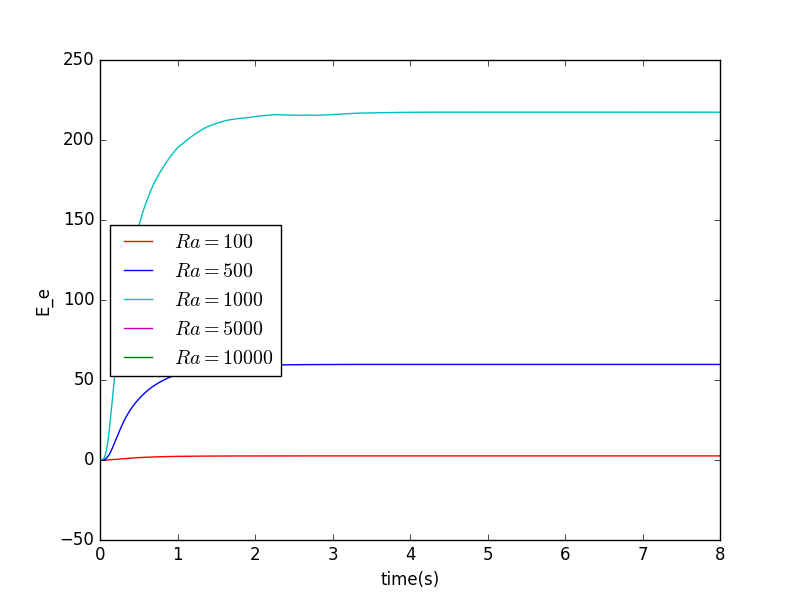 250
200
150
100
50
0
−50
E_e
Ra = 100
Ra = 500
Ra = 1000
Ra = 5000
Ra = 10000
0 1 2 3 4 5 6 7 8
time(s)